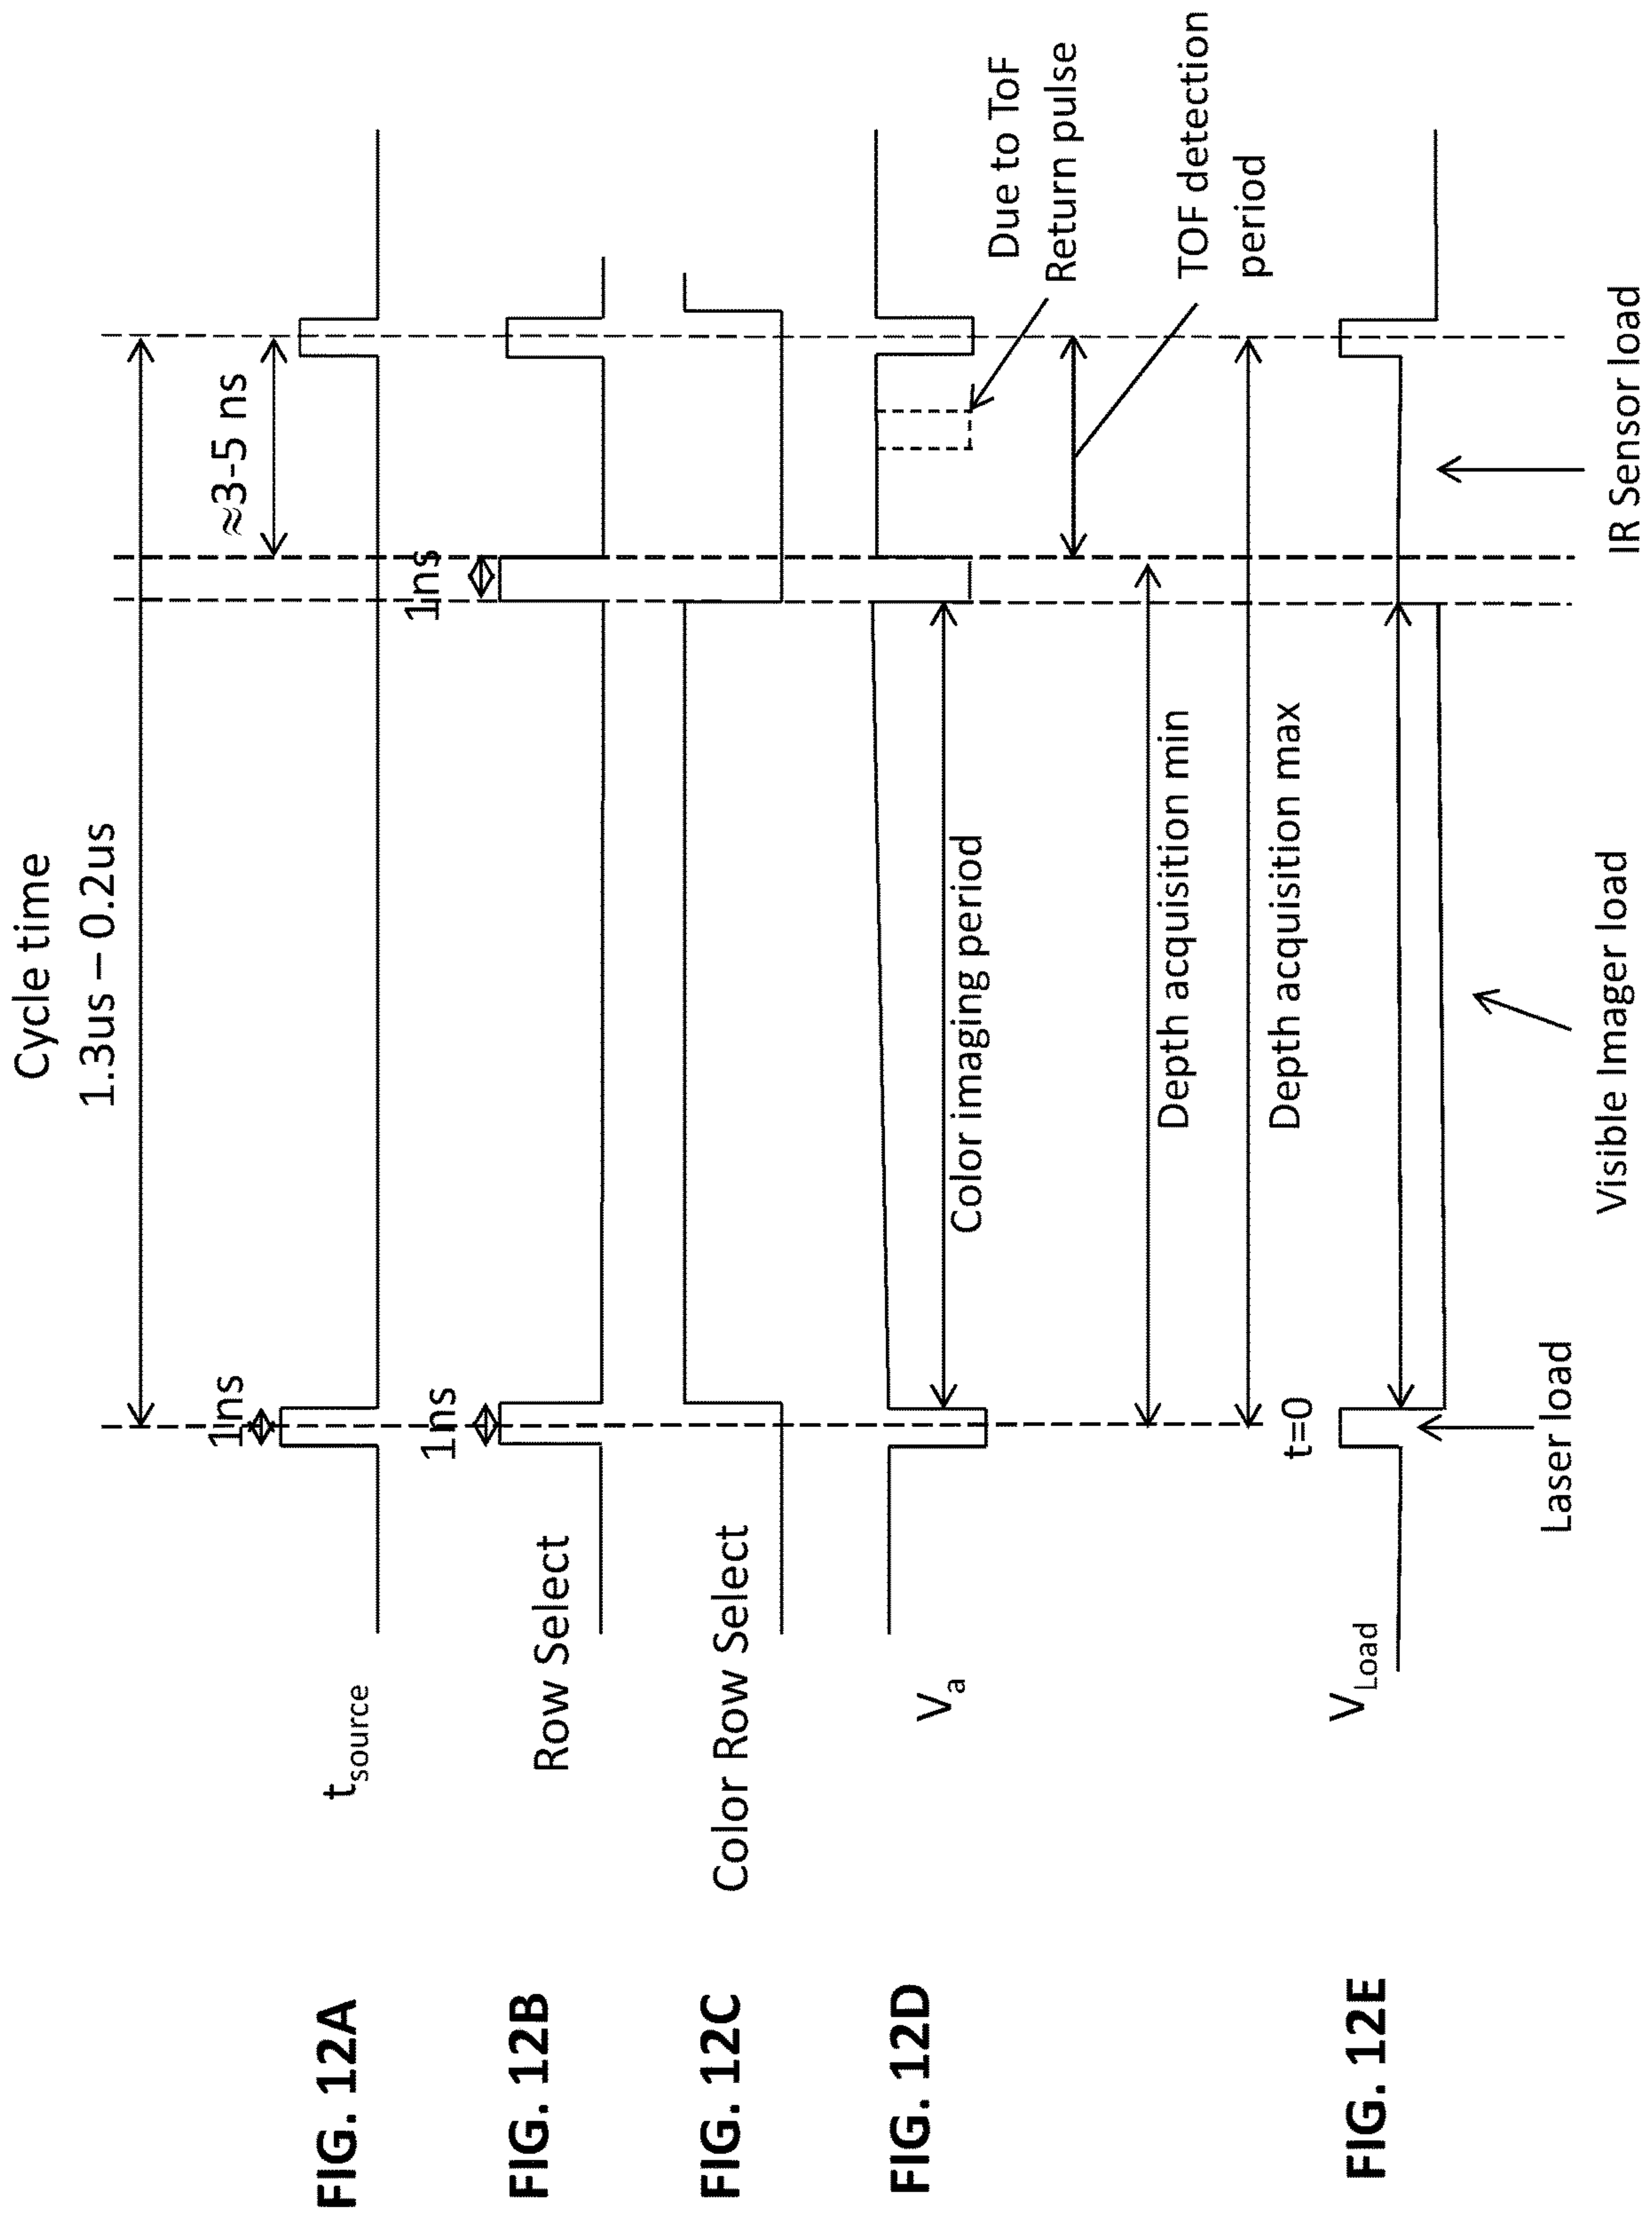 Cycle time
1.3us – 0.2us
FIG. 12A
t_source
1ns
≈3-5 ns
FIG. 12B
Row Select
1ns
1ns
FIG. 12C
Color Row Select
FIG. 12D
V_a
Color imaging period
Due to ToF
Return pulse
TOF detection
period
Depth acquisition min
Depth acquisition max
t=0
FIG. 12E
V_Load
Laser load
Visible Imager load
IR Sensor load